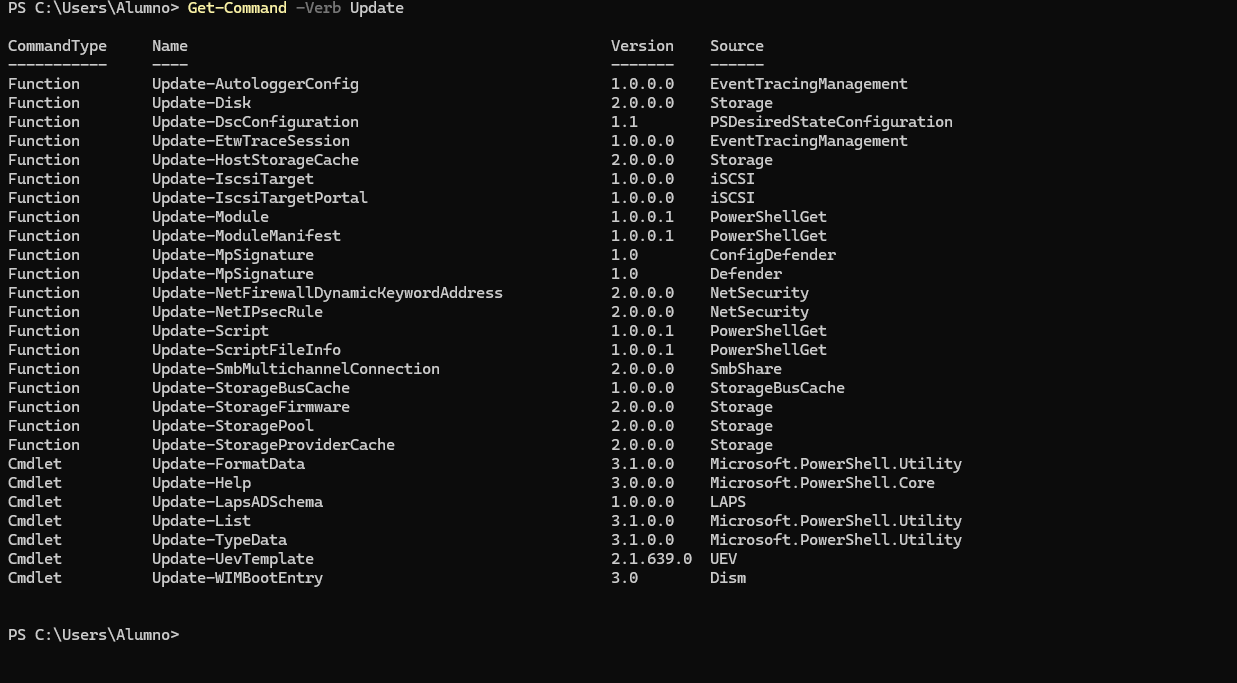 PS C:\Users\Alumno> Get-Command -Verb Update
CommandType     Name                                               Version    Source
-----------     ----                                               -------    ------
Function        Update-AutologgerConfig                            1.0.0.0    EventTracingManagement
Function        Update-Disk                                        2.0.0.0    Storage
Function        Update-DscConfiguration                            1.1        PSDesiredStateConfiguration
Function        Update-EtwTraceSession                             1.0.0.0    EventTracingManagement
Function        Update-HostStorageCache                            2.0.0.0    Storage
Function        Update-IscsiTarget                                 1.0.0.0    iSCSI
Function        Update-IscsiTargetPortal                           1.0.0.0    iSCSI
Function        Update-Module                                      1.0.0.1    PowerShellGet
Function        Update-ModuleManifest                              1.0.0.1    PowerShellGet
Function        Update-MpSignature                                 1.0        ConfigDefender
Function        Update-MpSignature                                 1.0        Defender
Function        Update-NetFirewallDynamicKeywordAddress            2.0.0.0    NetSecurity
Function        Update-NetIPsecRule                                2.0.0.0    NetSecurity
Function        Update-Script                                      1.0.0.1    PowerShellGet
Function        Update-ScriptFileInfo                              1.0.0.1    PowerShellGet
Function        Update-SmbMultichannelConnection                   2.0.0.0    SmbShare
Function        Update-StorageBusCache                             1.0.0.0    StorageBusCache
Function        Update-StorageFirmware                             2.0.0.0    Storage
Function        Update-StoragePool                                 2.0.0.0    Storage
Function        Update-StorageProviderCache                        2.0.0.0    Storage
Cmdlet          Update-FormatData                                  3.1.0.0    Microsoft.PowerShell.Utility
Cmdlet          Update-Help                                        3.0.0.0    Microsoft.PowerShell.Core
Cmdlet          Update-LapsADSchema                                1.0.0.0    LAPS
Cmdlet          Update-List                                        3.1.0.0    Microsoft.PowerShell.Utility
Cmdlet          Update-TypeData                                    3.1.0.0    Microsoft.PowerShell.Utility
Cmdlet          Update-UevTemplate                                 2.1.639.0  UEV
Cmdlet          Update-WIMBootEntry                                3.0        Dism
PS C:\Users\Alumno>